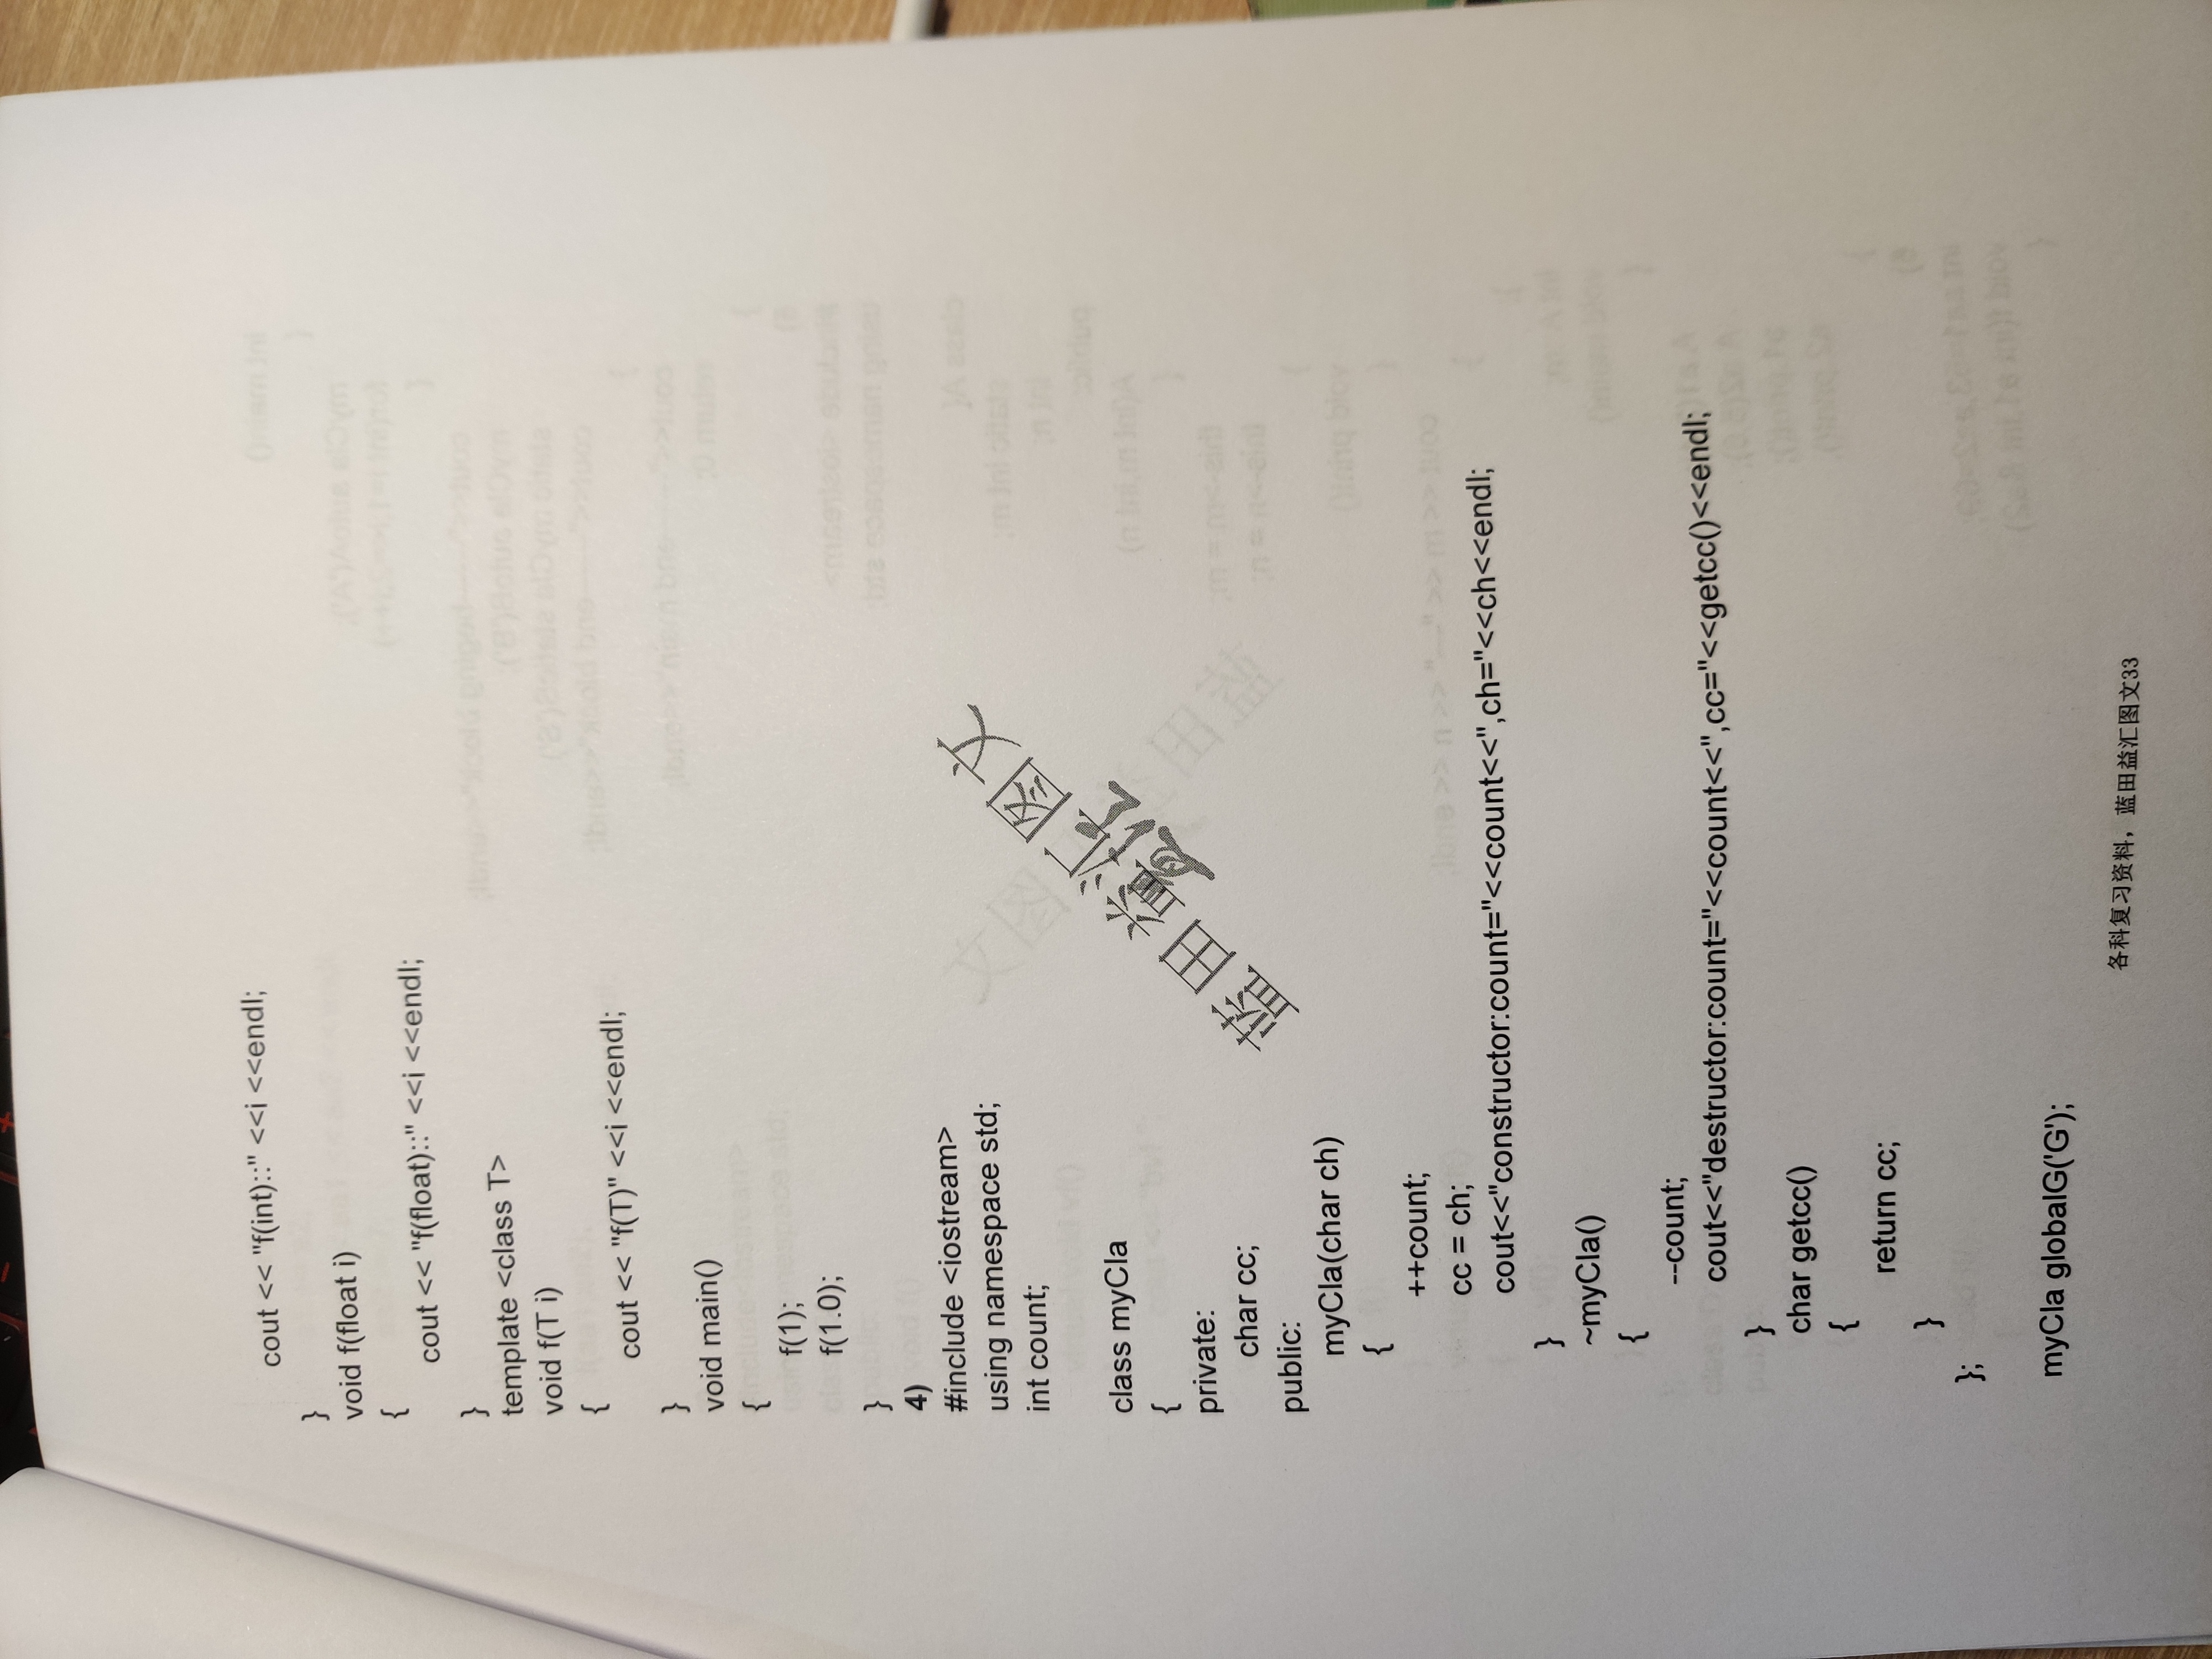 cout << "f(int)::" <<i <<endl;
}
void f(float i)
{
cout << "f(float)::" <<i <<endl;
}
template <class T>
void f(T i)
{
cout << "f(T)" <<i <<endl;
}
void main()
{
f(1);
f(1.0);
}
4)
#include <iostream>
using namespace std;
int count;
class myCla
{
private:
char cc;
public:
myCla(char ch)
{
++count;
cc = ch;
cout<<"constructor:count="<<count<<",ch="<<ch<<endl;
}
~myCla()
{
--count;
cout<<"destructor:count="<<count<<",cc="<<getcc()<<endl;
}
char getcc()
{
return cc;
}
};
myCla globalG('G');
蓝田益汇图文
益汇
各科复习资料，蓝田益汇图文33